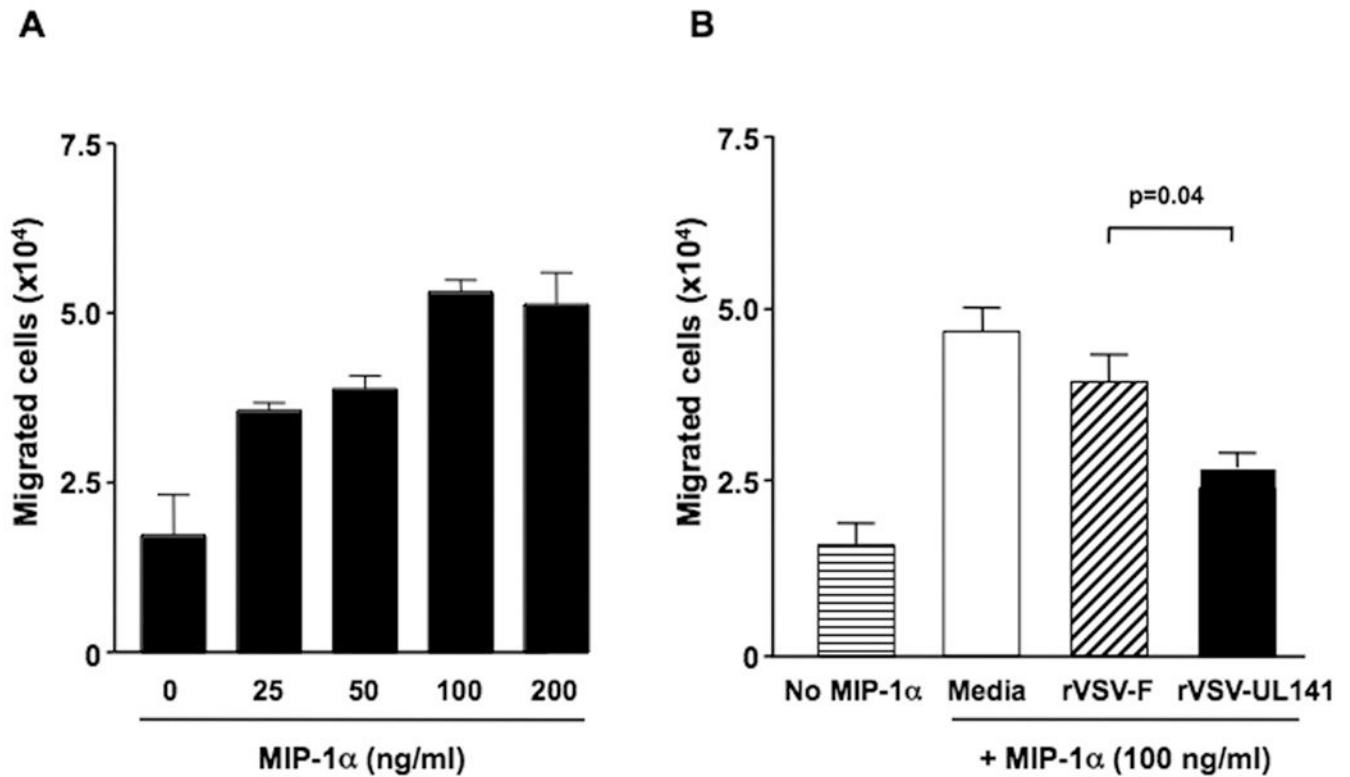 A
Migrated cells (x10⁴)
7.5
5.0
2.5
0
0 25 50 100 200
MIP-1α (ng/ml)
B
Migrated cells (x10⁴)
7.5
5.0
2.5
0
p=0.04
No MIP-1α Media rVSV-F rVSV-UL141
+ MIP-1α (100 ng/ml)